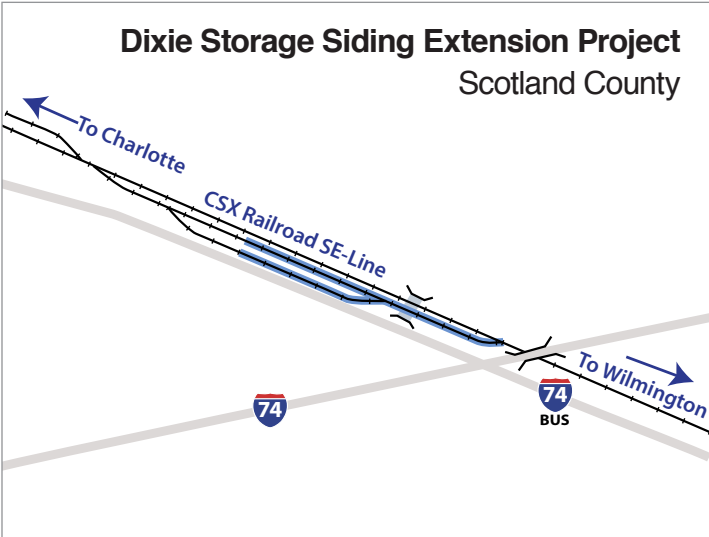 Dixie Storage Siding Extension Project
Scotland County
To Charlotte
CSX Railroad SE-Line
To Wilmington
74
74
BUS